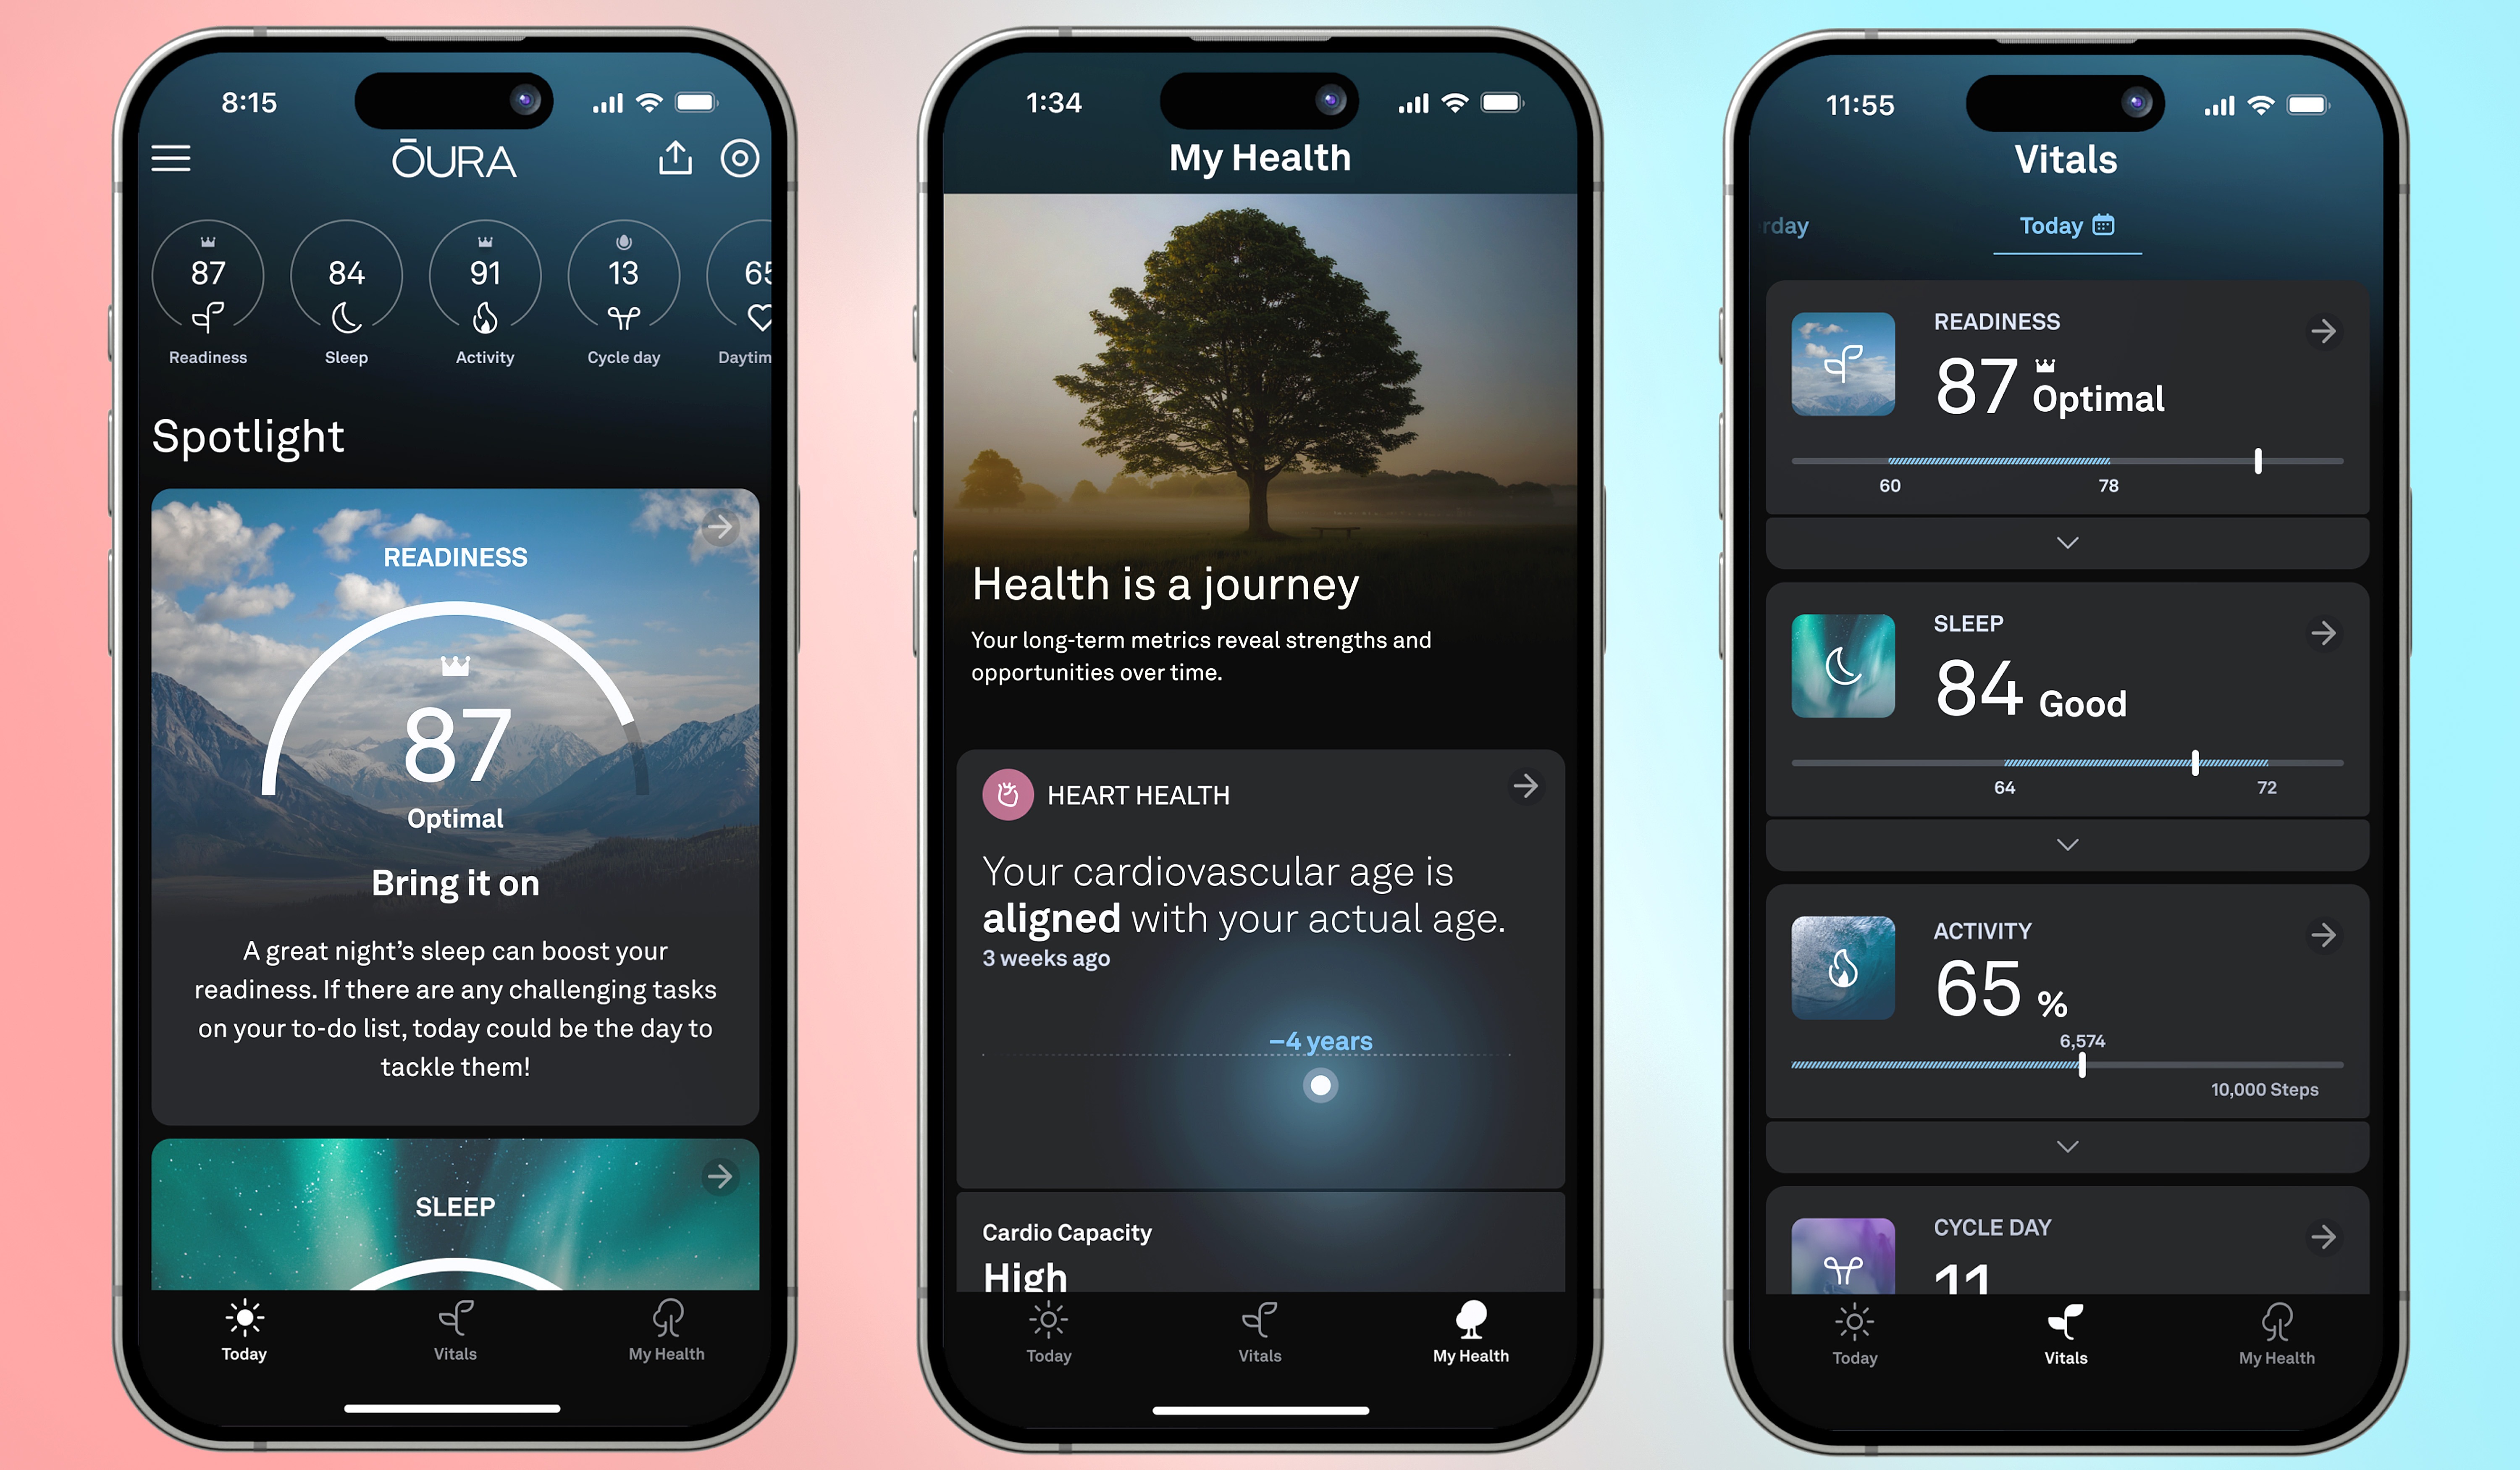 8:15
ŌURA
87
84
91
13
65
Readiness
Sleep
Activity
Cycle day
Daytim
Spotlight
READINESS
87
Optimal
Bring it on
A great night’s sleep can boost your
readiness. If there are any challenging tasks
on your to-do list, today could be the day to
tackle them!
SLEEP
Today
Vitals
My Health
1:34
My Health
Health is a journey
Your long-term metrics reveal strengths and
opportunities over time.
HEART HEALTH
Your cardiovascular age is
aligned with your actual age.
3 weeks ago
–4 years
Cardio Capacity
High
Today
Vitals
My Health
11:55
Vitals
rday
Today
READINESS
87 Optimal
60
78
SLEEP
84 Good
64
72
ACTIVITY
65 %
6,574
10,000 Steps
CYCLE DAY
11
Today
Vitals
My Health